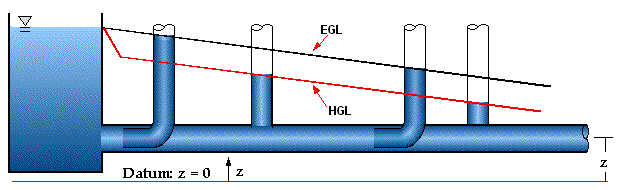 EGL
HGL
Datum: z = 0
z
z